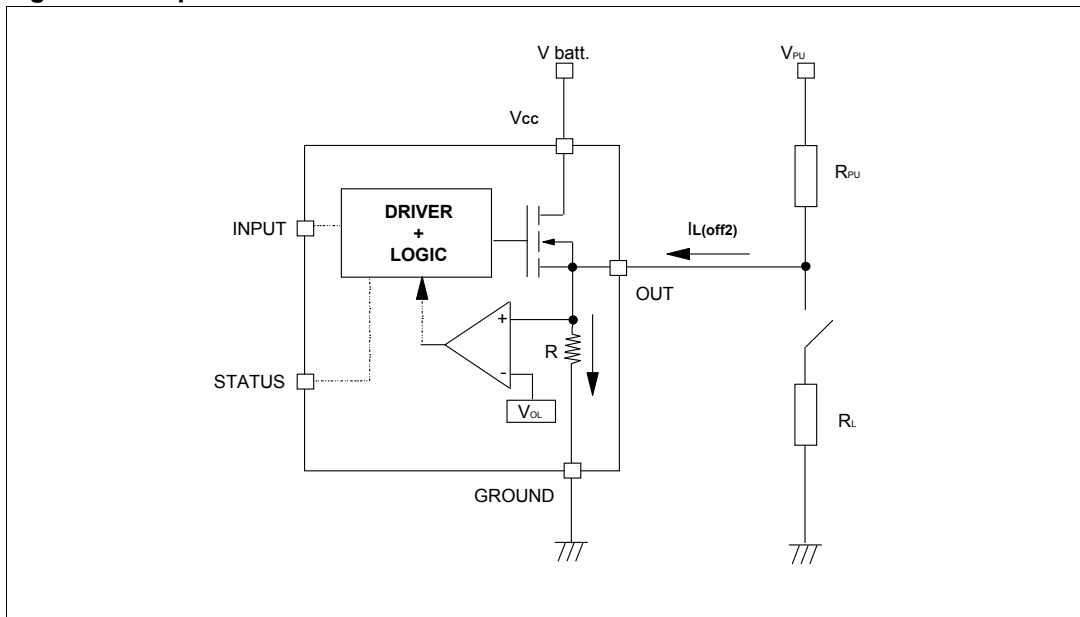 V batt.
VPU
Vcc
RPU
INPUT
DRIVER
+
LOGIC
IL(off2)
OUT
+
R
-
VOL
STATUS
RL
GROUND